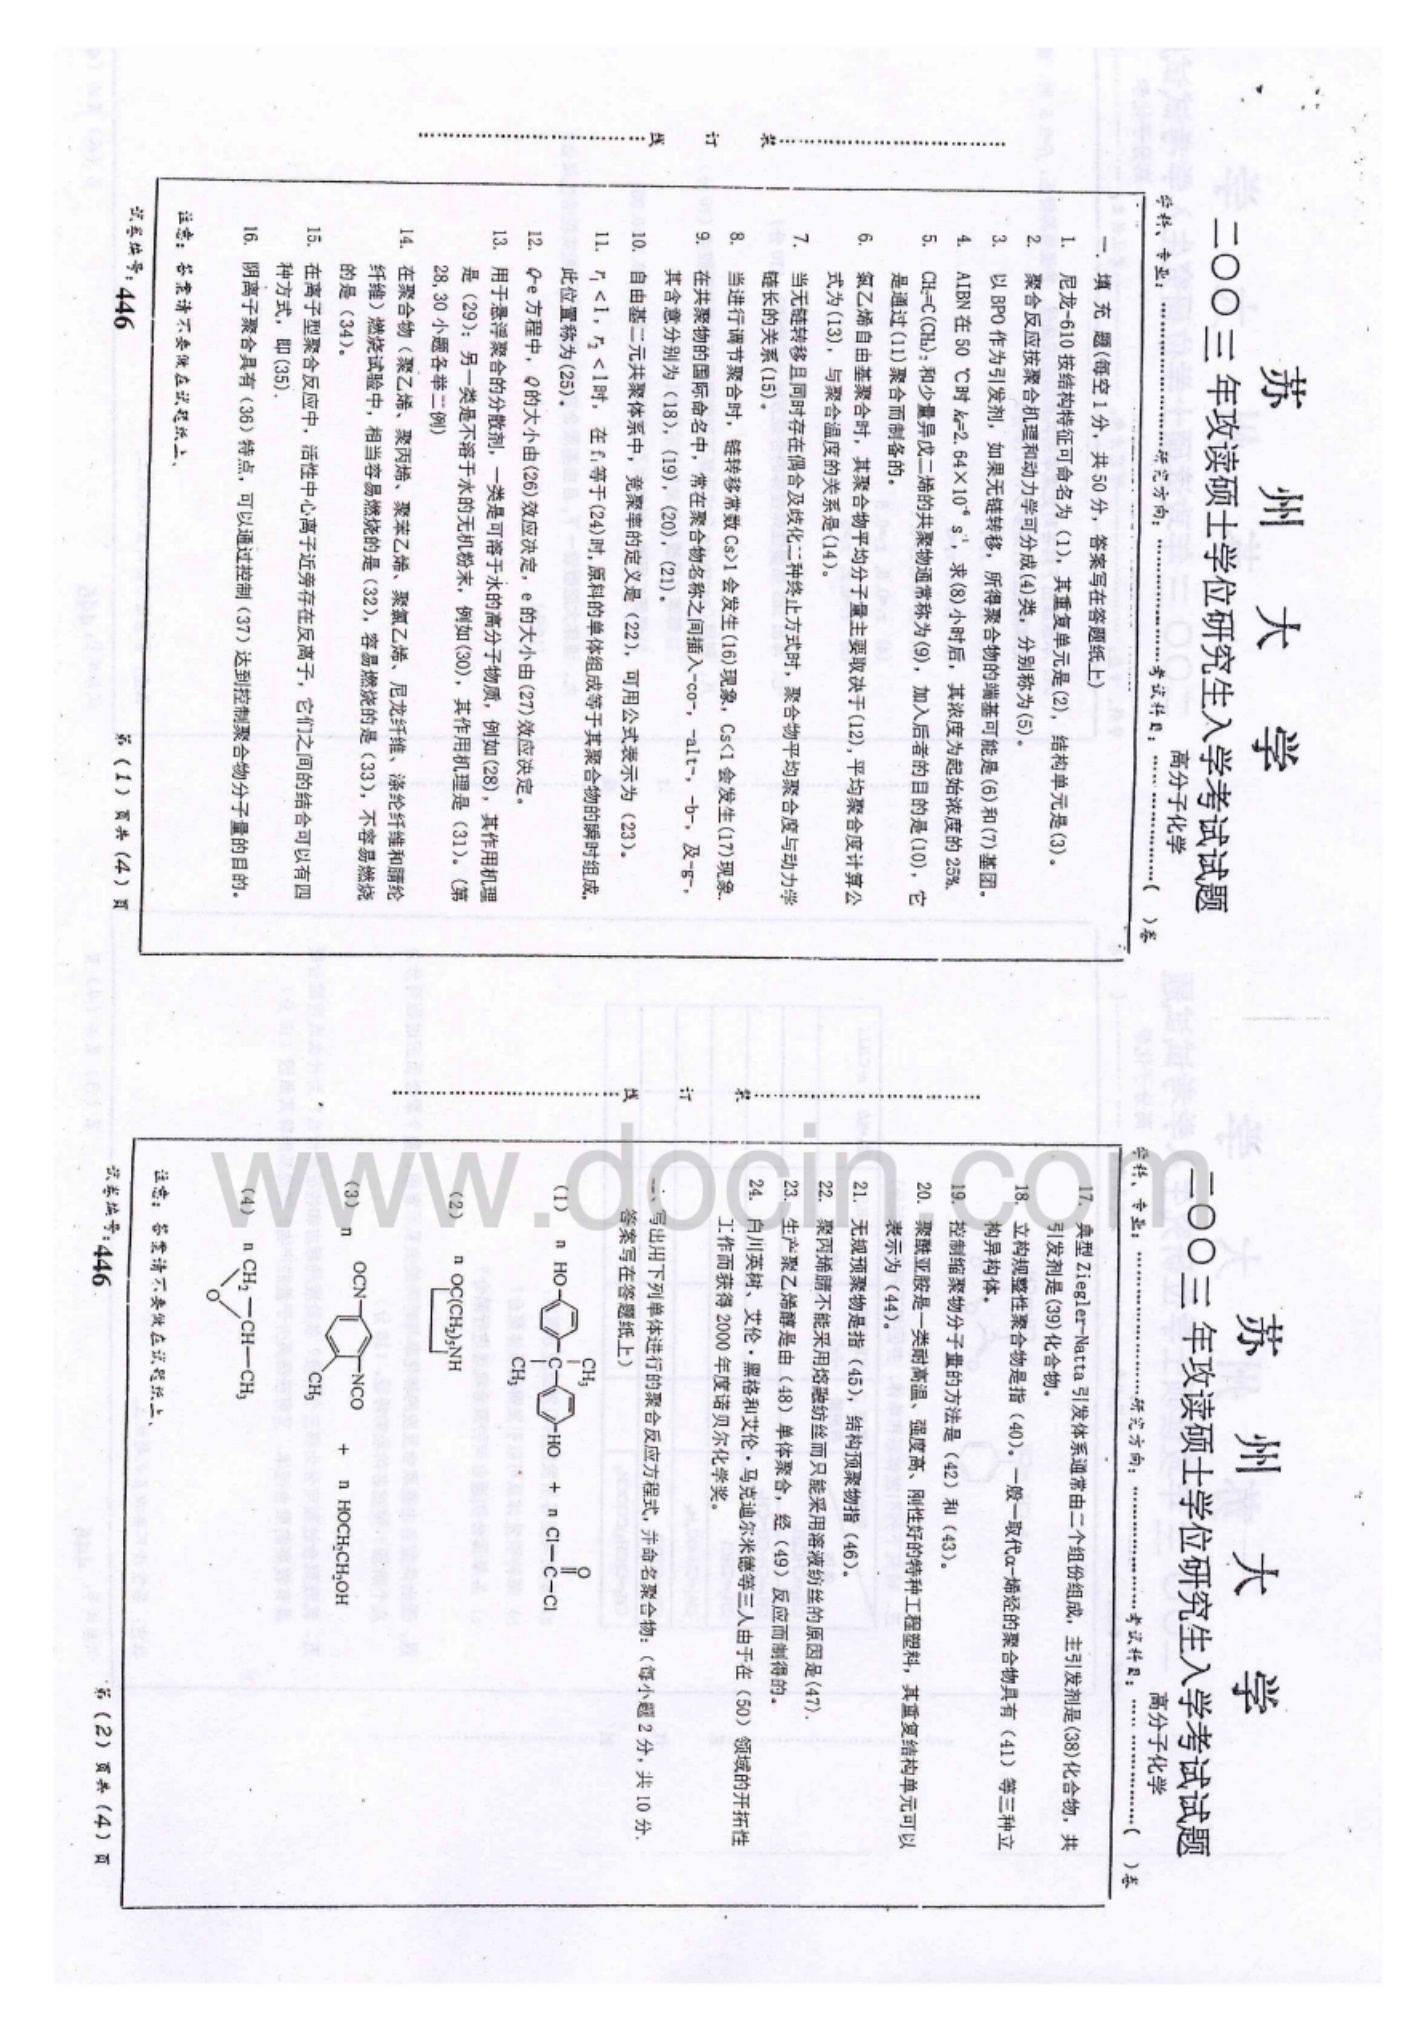 苏 州 大 学
二〇〇三年攻读硕士学位研究生入学考试试题
学科、专业: 研究方向: 考试科目: 高分子化学 ( )卷
一. 填 充 题(每空 1 分, 共 50 分, 答案写在答题纸上)
1. 尼龙-610 按结构特征可命名为 (1), 其重复单元是(2), 结构单元是(3)。
2. 聚合反应按聚合机理和动力学可分成(4)类, 分别称为(5)。
3. 以 BPO 作为引发剂, 如果无链转移, 所得聚合物的端基可能是(6)和(7)基团。
4. AIBN 在 50 ℃时 kd=2.64×10⁻⁶ s⁻¹, 求(8)小时后, 其浓度为起始浓度的 25%.
5. CH₂=C(CH₃)₂和少量异戊二烯的共聚物通常称为(9), 加入后者的目的是(10), 它
是通过(11)聚合而制备的。
6. 氯乙烯自由基聚合时, 其聚合物平均分子量主要取决于(12), 平均聚合度计算公
式为(13), 与聚合温度的关系是(14)。
7. 当无链转移且同时存在偶合及歧化二种终止方式时, 聚合物平均聚合度与动力学
链长的关系(15)。
8. 当进行调节聚合时, 链转移常数 Cs>1 会发生(16)现象, Cs<1 会发生(17)现象.
9. 在共聚物的国际命名中, 常在聚合物名称之间插入-co-, -alt-, -b-, 及-g-,
其含意分别为 (18), (19), (20), (21)。
10. 自由基二元共聚体系中, 竞聚率的定义是 (22), 可用公式表示为 (23)。
11. r₁<1, r₂<1时, 在 f₁等于(24)时, 原料的单体组成等于其聚合物的瞬时组成,
此位置称为(25)。
12. Q-e 方程中, Q的大小由(26)效应决定, e 的大小由(27)效应决定。
13. 用于悬浮聚合的分散剂, 一类是可溶于水的高分子物质, 例如(28), 其作用机理
是 (29); 另一类是不溶于水的无机粉末, 例如(30), 其作用机理是 (31)。(第
28, 30 小题各举二例)
14. 在聚合物 (聚乙烯、聚丙烯、聚苯乙烯、聚氯乙烯、尼龙纤维、涤纶纤维和腈纶
纤维) 燃烧试验中, 相当容易燃烧的是 (32), 容易燃烧的是 (33), 不容易燃烧
的是 (34)。
15. 在离子型聚合反应中, 活性中心离子近旁存在反离子, 它们之间的结合可以有四
种方式, 即(35).
16. 阴离子聚合具有 (36) 特点, 可以通过控制 (37) 达到控制聚合物分子量的目的。
注意: 答案请不要做在试题纸上、
试卷编号: 446 第 (1) 页共 (4) 页
苏 州 大 学
二〇〇三年攻读硕士学位研究生入学考试试题
学科、专业: 研究方向: 考试科目: 高分子化学 ( )卷
17. 典型 Ziegler-Natta 引发体系通常由二个组份组成, 主引发剂是(38)化合物, 共
引发剂是(39)化合物。
18. 立构规整性聚合物是指 (40)。一般一取代α-烯烃的聚合物具有 (41) 等三种立
构异构体。
19. 控制缩聚物分子量的方法是 (42) 和 (43)。
20. 聚酰亚胺是一类耐高温、强度高、刚性好的特种工程塑料, 其重复结构单元可以
表示为 (44)。
21. 无规预聚物是指 (45), 结构预聚物指 (46)。
22. 聚丙烯腈不能采用熔融纺丝而只能采用溶液纺丝的原因是(47).
23. 生产聚乙烯醇是由 (48) 单体聚合, 经 (49) 反应而制得的。
24. 白川英树、艾伦·黑格和艾伦·马克迪尔米德等三人由于在 (50) 领域的开拓性
工作而获得 2000 年度诺贝尔化学奖。
二、写出用下列单体进行的聚合反应方程式, 并命名聚合物: (每小题 2 分, 共 10 分.
答案写在答题纸上)
(1) n HO- -C- -HO + n Cl-C-Cl
CH₃
CH₃
O
(2) n OC(CH₂)₅NH
(3) n OCN- -NCO + n HOCH₂CH₂OH
CH₃
(4) n CH₂-CH-CH₃
O
注意: 答案请不要做在试题纸上、
试卷编号: 446 第 (2) 页共 (4) 页
装 订 线
装 订 线
www.docin.com